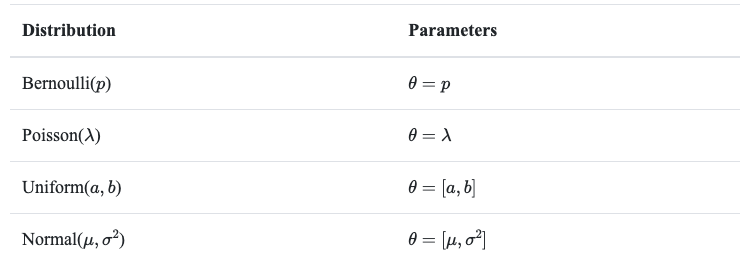 Distribution Parameters
Bernoulli(p) θ = p
Poisson(λ) θ = λ
Uniform(a, b) θ = [a, b]
Normal(μ, σ²) θ = [μ, σ²]